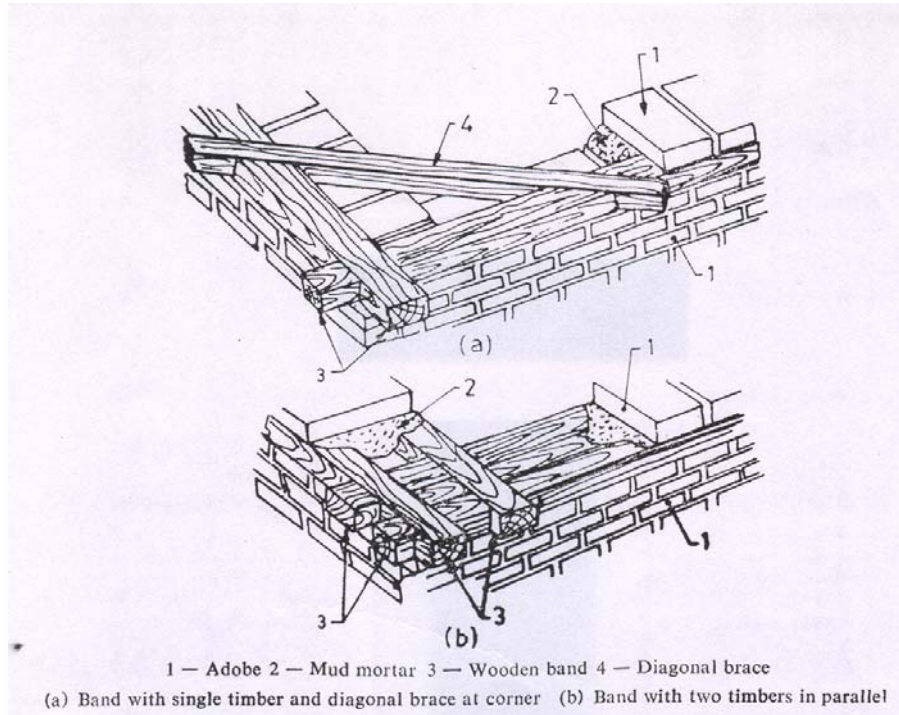 1
2
4
1
3
(a)
1
2
1
3
3
(b)
1 — Adobe 2 — Mud mortar 3 — Wooden band 4 — Diagonal brace
(a) Band with single timber and diagonal brace at corner (b) Band with two timbers in parallel